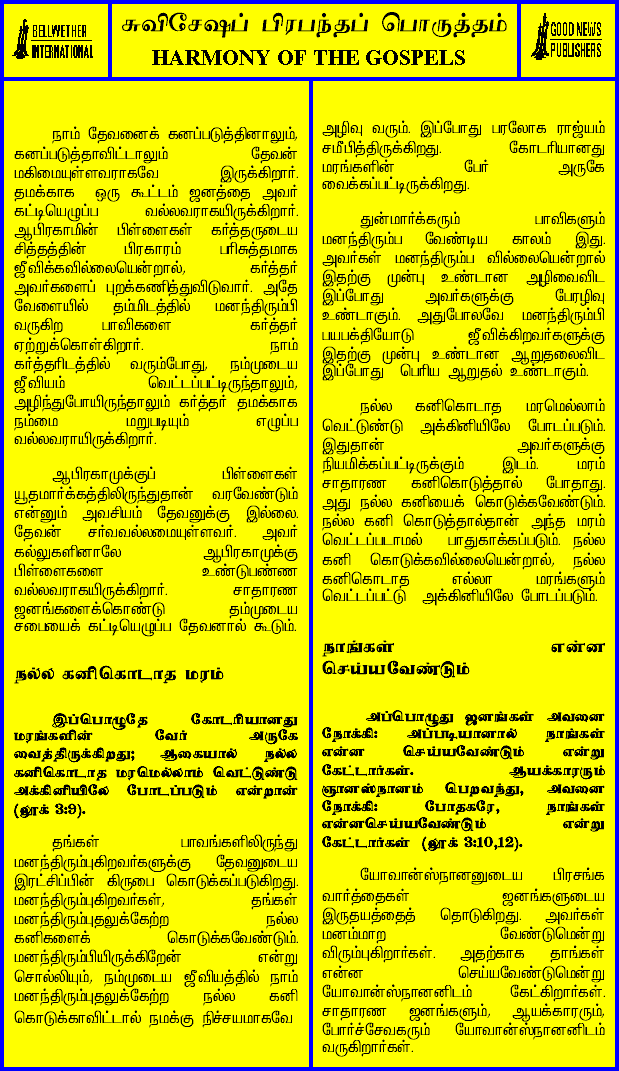 BELLWETHER
INTERNATIONAL
சுவிசேஷப் பிரபந்தப் பொருத்தம்
HARMONY OF THE GOSPELS
GOOD NEWS
PUBLISHERS
நாம் தேவனைக் கனப்படுத்தினாலும்,
கனப்படுத்தாவிட்டாலும் தேவன்
மகிமையுள்ளவராகவே இருக்கிறார்.
தமக்காக ஒரு கூட்டம் ஜனத்தை அவர்
கட்டியெழுப்ப வல்லவராகயிருக்கிறார்.
ஆபிரகாமின் பிள்ளைகள் கர்த்தருடைய
சித்தத்தின் பிரகாரம் பரிசுத்தமாக
ஜீவிக்கவில்லையென்றால், கர்த்தர்
அவர்களைப் புறக்கணித்துவிடுவார். அதே
வேளையில் தம்மிடத்தில் மனந்திரும்பி
வருகிற பாவிகளை கர்த்தர்
ஏற்றுக்கொள்கிறார். நாம்
கர்த்தரிடத்தில் வரும்போது, நம்முடைய
ஜீவியம் வெட்டப்பட்டிருந்தாலும்,
அழிந்துபோயிருந்தாலும் கர்த்தர் தமக்காக
நம்மை மறுபடியும் எழுப்ப
வல்லவராயிருக்கிறார்.
ஆபிரகாமுக்குப் பிள்ளைகள்
யூதமார்க்கத்திலிருந்துதான் வரவேண்டும்
என்னும் அவசியம் தேவனுக்கு இல்லை.
தேவன் சர்வவல்லமையுள்ளவர். அவர்
கல்லுகளினாலே ஆபிரகாமுக்கு
பிள்ளைகளை உண்டுபண்ண
வல்லவராகயிருக்கிறார். சாதாரண
ஜனங்களைக்கொண்டு தம்முடைய
சபையைக் கட்டியெழுப்ப தேவனால் கூடும்.
நல்ல கனிகொடாத மரம்
இப்பொழுதே கோடரியானது
மரங்களின் வேர் அருகே
வைத்திருக்கிறது; ஆகையால் நல்ல
கனிகொடாத மரமெல்லாம் வெட்டுண்டு
அக்கினியிலே போடப்படும் என்றான்
(லூக் 3:9).
தங்கள் பாவங்களிலிருந்து
மனந்திரும்புகிறவர்களுக்கு தேவனுடைய
இரட்சிப்பின் கிருபை கொடுக்கப்படுகிறது.
மனந்திரும்புகிறவர்கள், தங்கள்
மனந்திரும்புதலுக்கேற்ற நல்ல
கனிகளைக் கொடுக்கவேண்டும்.
மனந்திரும்பியிருக்கிறேன் என்று
சொல்லியும், நம்முடைய ஜீவியத்தில் நாம்
மனந்திரும்புதலுக்கேற்ற நல்ல கனி
கொடுக்காவிட்டால் நமக்கு நிச்சயமாகவே
அழிவு வரும். இப்போது பரலோக ராஜ்யம்
சமீபித்திருக்கிறது. கோடரியானது
மரங்களின் பேர் அருகே
வைக்கப்பட்டிருக்கிறது.
துன்மார்க்கரும் பாவிகளும்
மனந்திரும்ப வேண்டிய காலம் இது.
அவர்கள் மனந்திரும்ப வில்லையென்றால்
இதற்கு முன்பு உண்டான அழிவைவிட
இப்போது அவர்களுக்கு பேரழிவு
உண்டாகும். அதுபோலவே மனந்திரும்பி
பயபக்தியோடு ஜீவிக்கிறவர்களுக்கு
இதற்கு முன்பு உண்டான ஆறுதலைவிட
இப்போது பெரிய ஆறுதல் உண்டாகும்.
நல்ல கனிகொடாத மரமெல்லாம்
வெட்டுண்டு அக்கினியிலே போடப்படும்.
இதுதான் அவர்களுக்கு
நியமிக்கப்பட்டிருக்கும் இடம். மரம்
சாதாரண கனிகொடுத்தால் போதாது.
அது நல்ல கனியைக் கொடுக்கவேண்டும்.
நல்ல கனி கொடுத்தால்தான் அந்த மரம்
வெட்டப்படாமல் பாதுகாக்கப்படும். நல்ல
கனி கொடுக்கவில்லையென்றால், நல்ல
கனிகொடாத எல்லா மரங்களும்
வெட்டப்பட்டு அக்கினியிலே போடப்படும்.
நாங்கள் என்ன
செய்யவேண்டும்
அப்பொழுது ஜனங்கள் அவனை
நோக்கி: அப்படியானால் நாங்கள்
என்ன செய்யவேண்டும் என்று
கேட்டார்கள். ஆயக்காரரும்
ஞானஸ்நானம் பெறவந்து, அவனை
நோக்கி: போதகரே, நாங்கள்
என்னசெய்யவேண்டும் என்று
கேட்டார்கள் (லூக் 3:10,12).
யோவான்ஸ்நானனுடைய பிரசங்க
வார்த்தைகள் ஜனங்களுடைய
இருதயத்தைத் தொடுகிறது. அவர்கள்
மனம்மாற வேண்டுமென்று
விரும்புகிறார்கள். அதற்காக தாங்கள்
என்ன செய்யவேண்டுமென்று
யோவான்ஸ்நானனிடம் கேட்கிறார்கள்.
சாதாரண ஜனங்களும், ஆயக்காரரும்,
போர்ச்சேவகரும் யோவான்ஸ்நானனிடம்
வருகிறார்கள்.